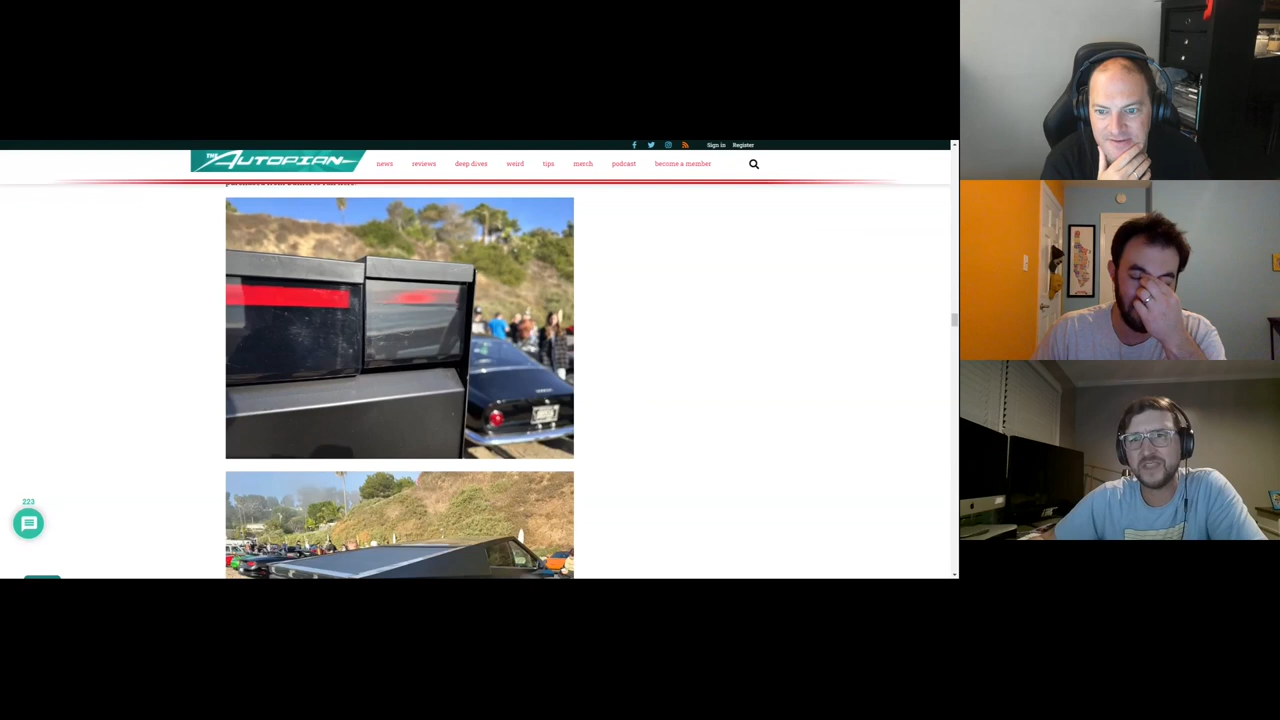 Sign in Register
THE AUTOPIAN
news reviews deep dives weird tips merch podcast become a member
223